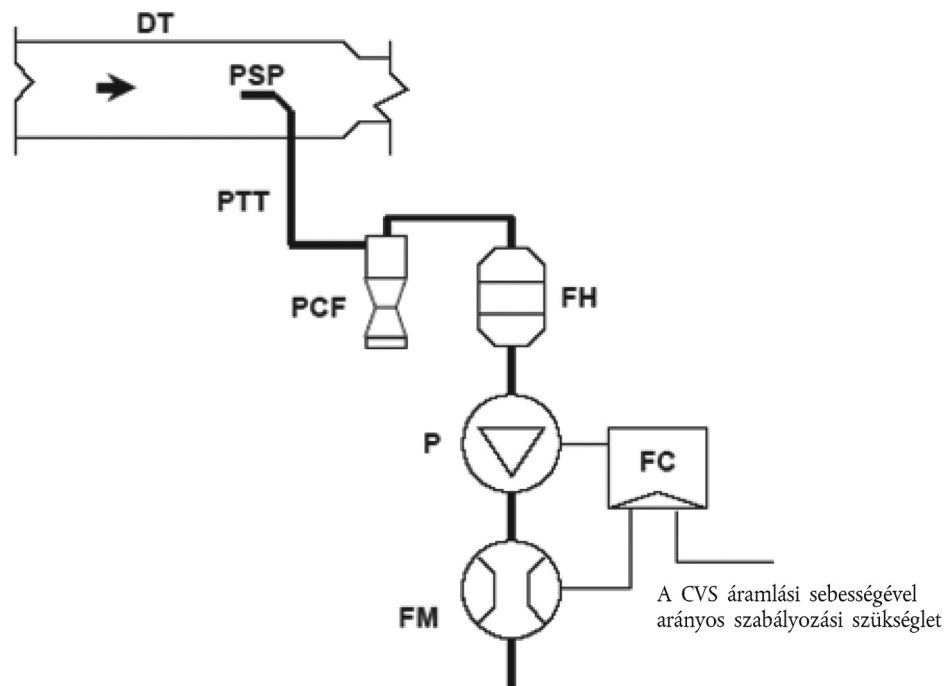 DT
PSP
PTT
PCF
FH
P
FC
FM
A CVS áramlási sebességével
arányos szabályozási szükséglet